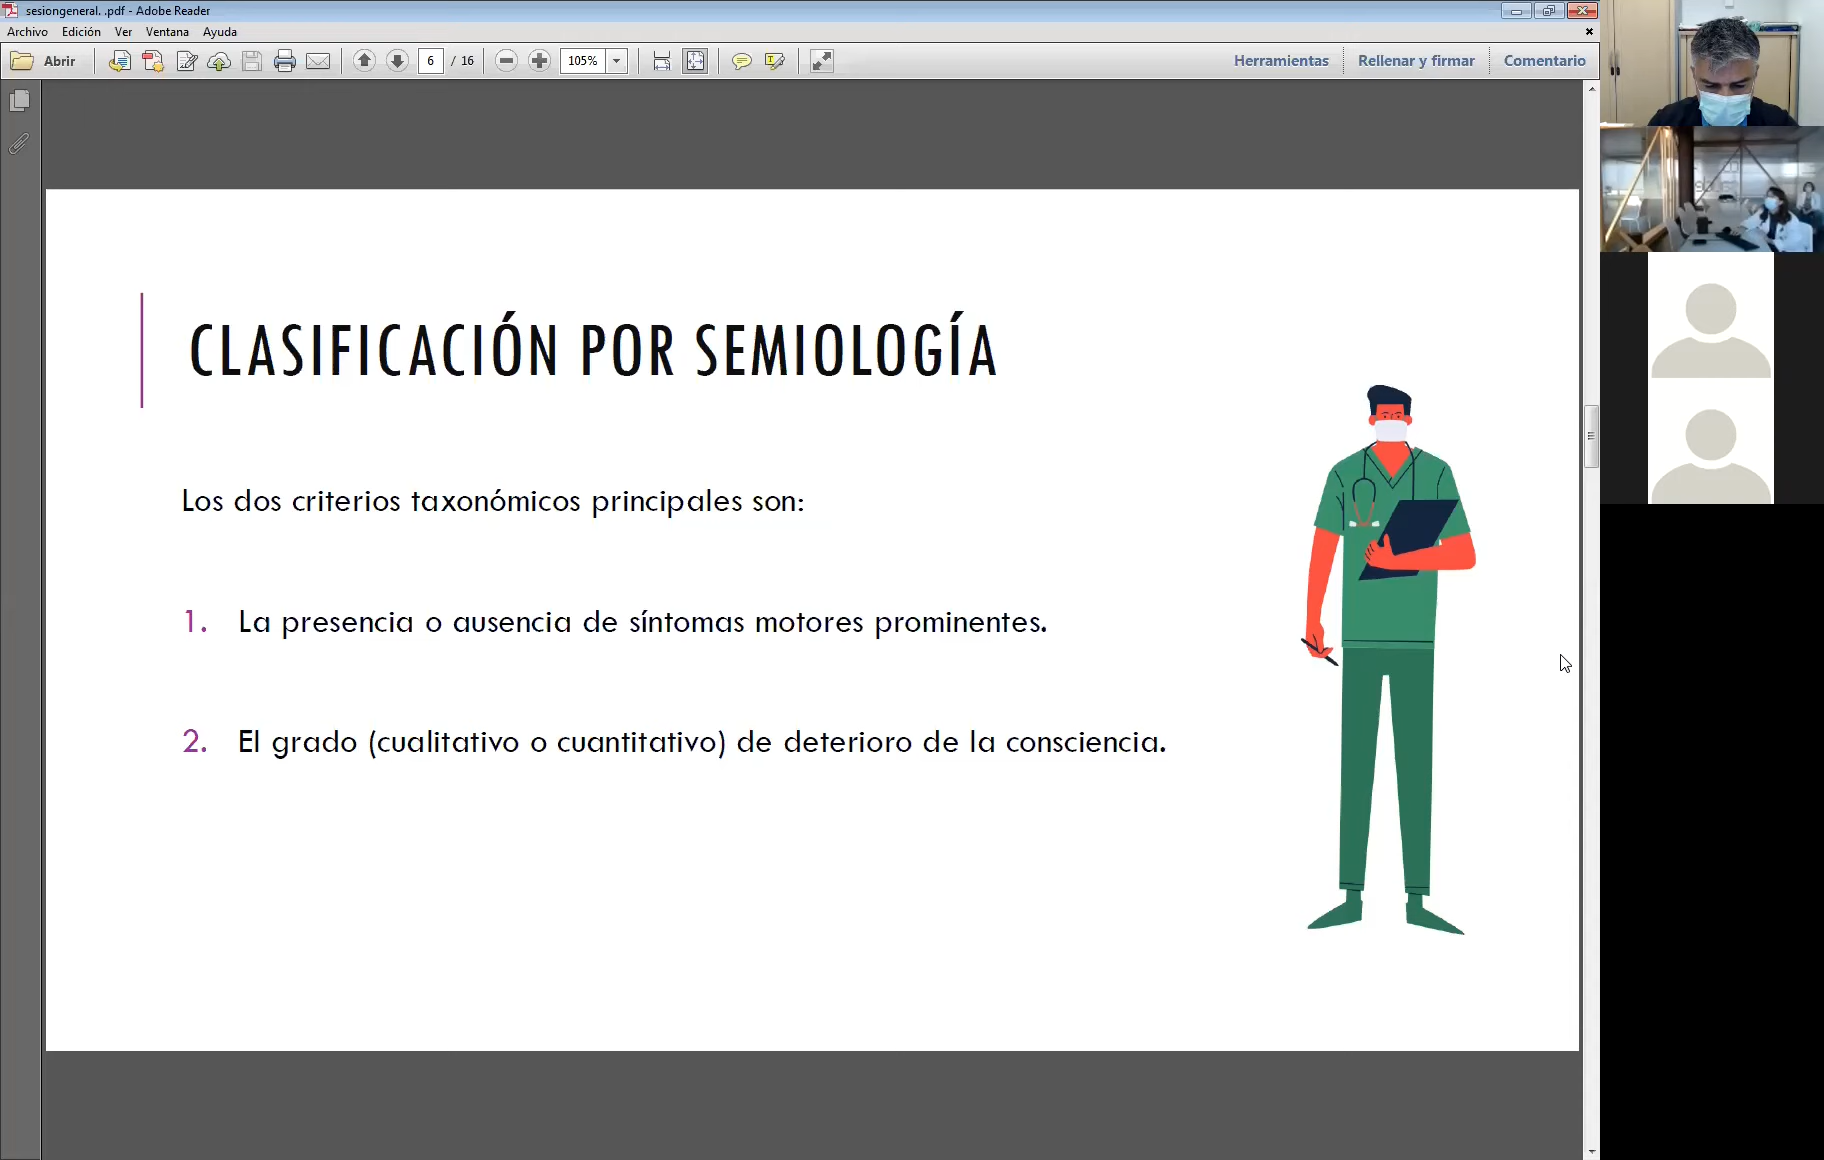 sesiongeneral. .pdf - Adobe Reader
Archivo Edición Ver Ventana Ayuda
Abrir 6 / 16 105% Herramientas Rellenar y firmar Comentario
CLASIFICACIÓN POR SEMIOLOGÍA
Los dos criterios taxonómicos principales son:
1. La presencia o ausencia de síntomas motores prominentes.
2. El grado (cualitativo o cuantitativo) de deterioro de la consciencia.